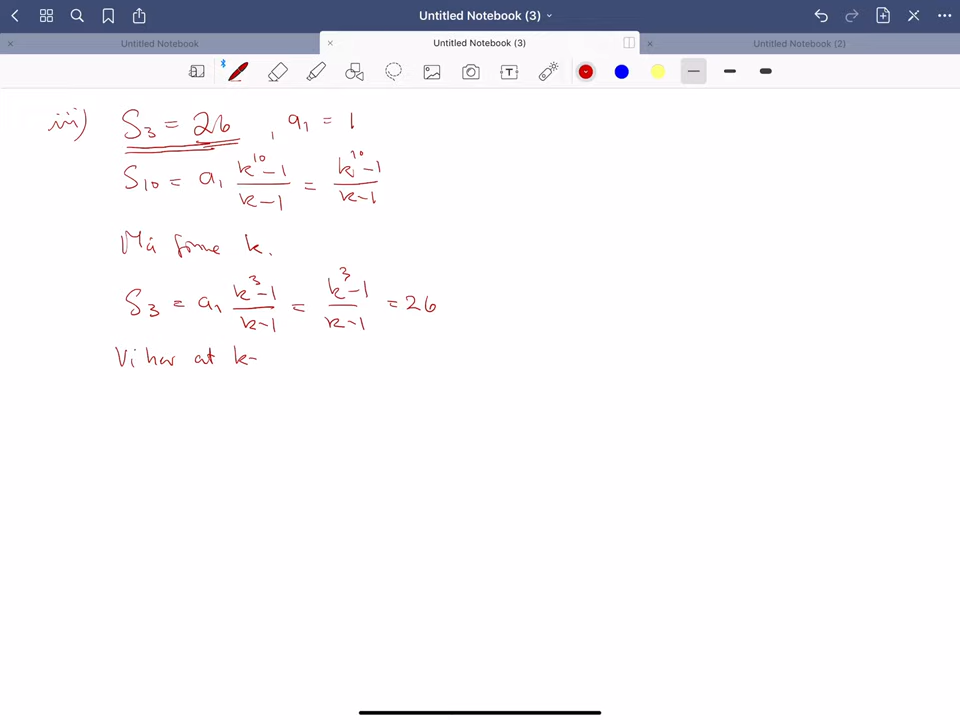 Untitled Notebook (3)
Untitled Notebook
Untitled Notebook (3)
Untitled Notebook (2)
iii) S₃ = 26 , a₁ = 1
S₁₀ = a₁ (k¹⁰-1)/(k-1) = (k¹⁰-1)/(k-1)
Må finne k.
S₃ = a₁ (k³-1)/(k-1) = (k³-1)/(k-1) = 26
Vi har at k-